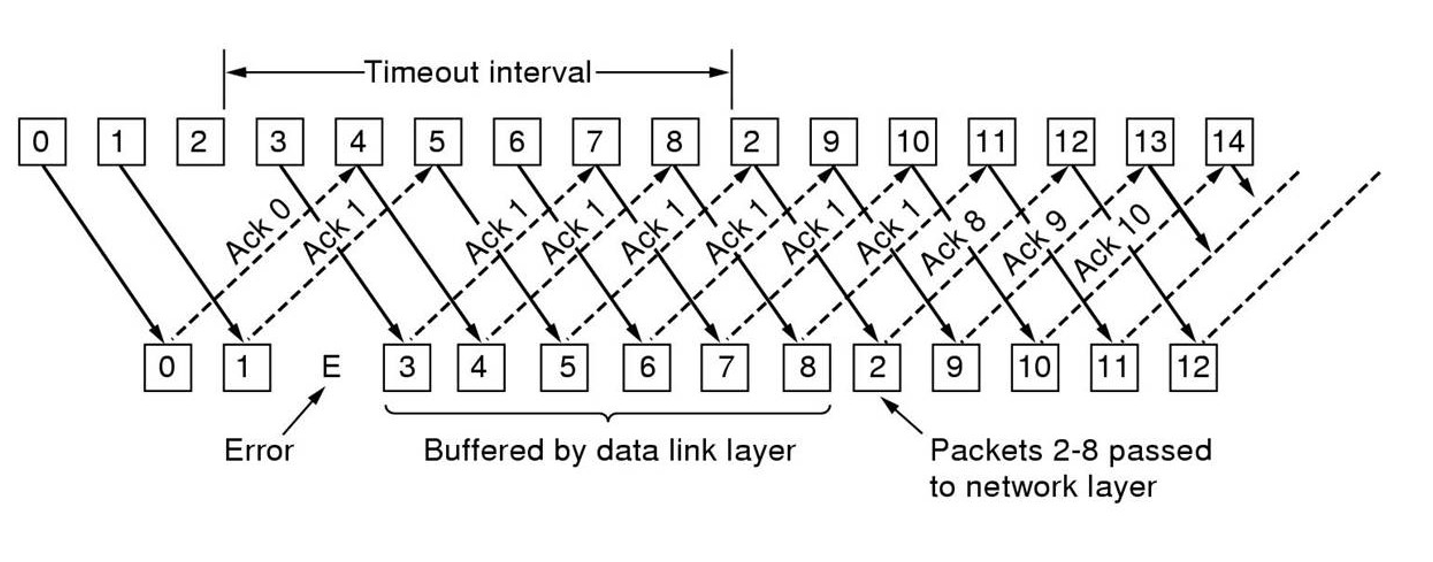 Timeout interval
0 1 2 3 4 5 6 7 8 2 9 10 11 12 13 14
Ack 0 Ack 1 Ack 1 Ack 1 Ack 1 Ack 1 Ack 1 Ack 1 Ack 8 Ack 9 Ack 10
0 1 E 3 4 5 6 7 8 2 9 10 11 12
Error
Buffered by data link layer
Packets 2-8 passed
to network layer